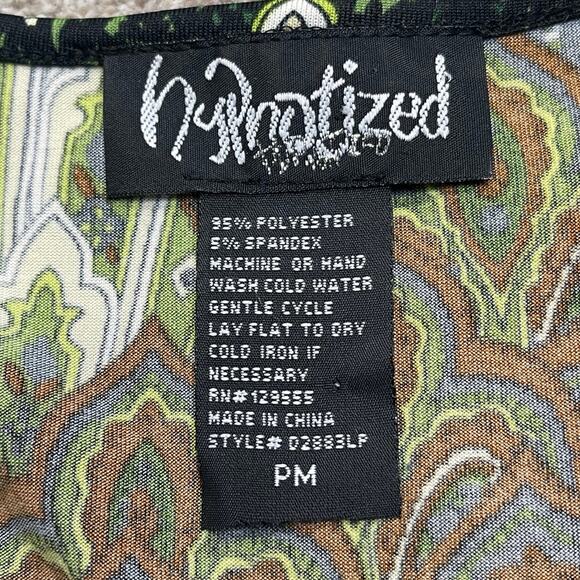 hypnotized
95% POLYESTER
5% SPANDEX
MACHINE OR HAND
WASH COLD WATER
GENTLE CYCLE
LAY FLAT TO DRY
COLD IRON IF
NECESSARY
RN#129555
MADE IN CHINA
STYLE# D2883LP
PM